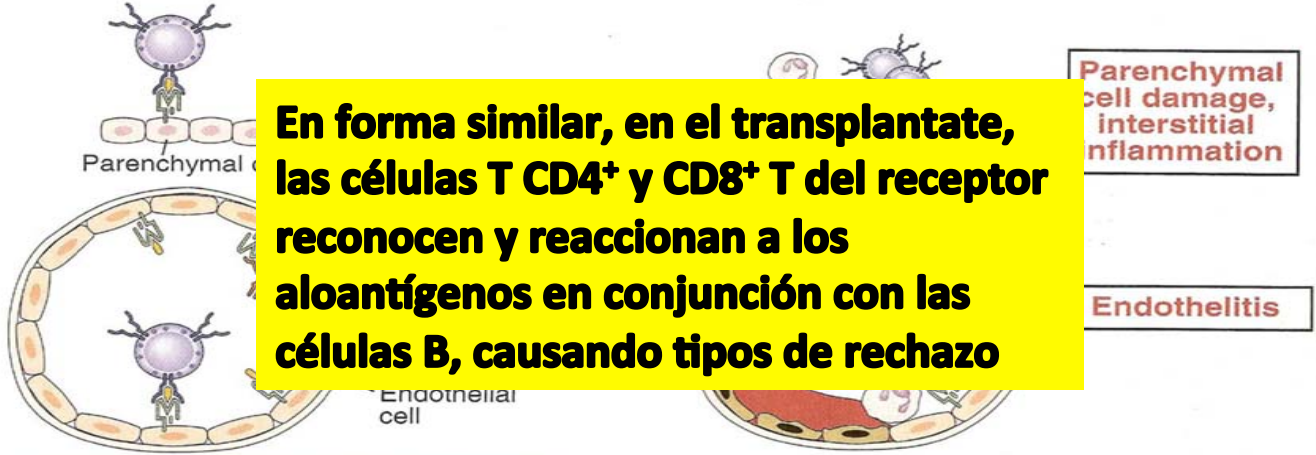 En forma similar, en el transplantate,
las células T CD4⁺ y CD8⁺ T del receptor
reconocen y reaccionan a los
aloantígenos en conjunción con las
células B, causando tipos de rechazo
Parenchymal
Parenchymal
cell damage,
interstitial
inflammation
Endothelitis
Endothelial
cell